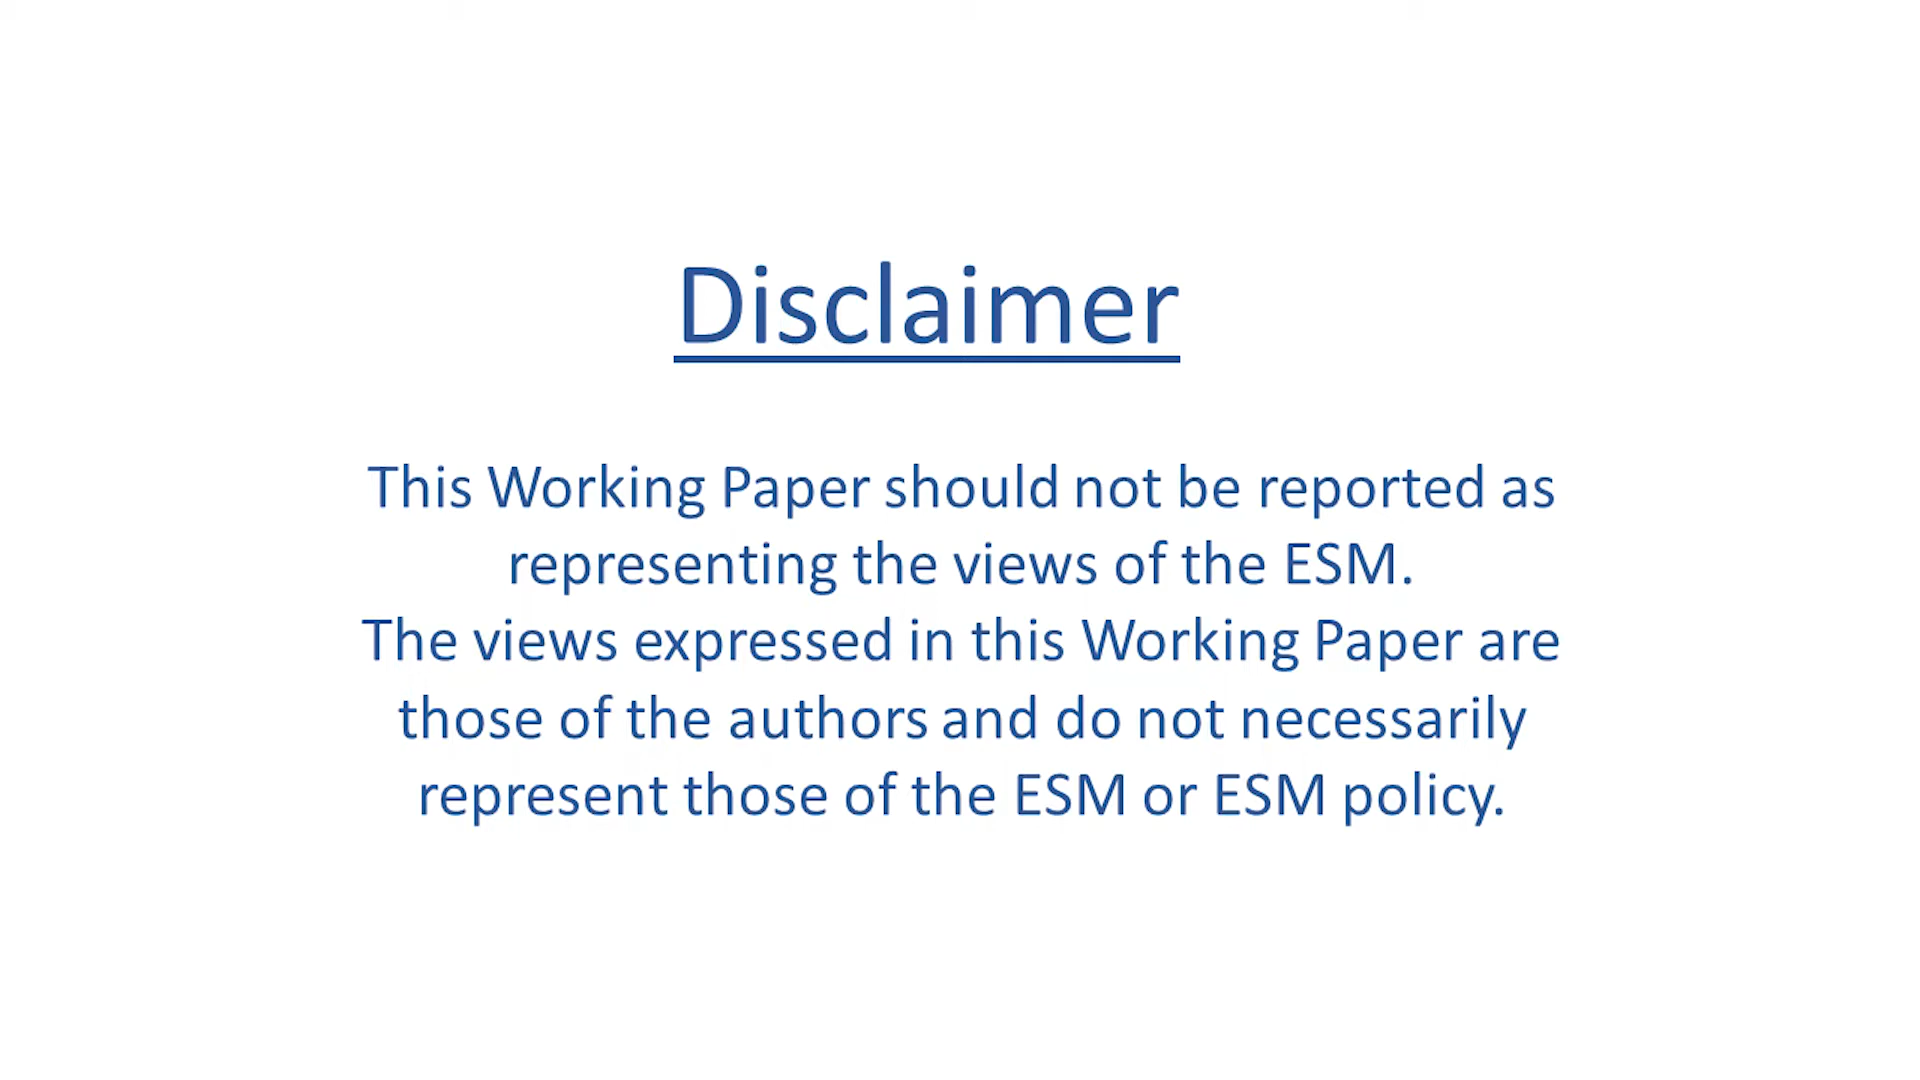 Disclaimer
This Working Paper should not be reported as
representing the views of the ESM.
The views expressed in this Working Paper are
those of the authors and do not necessarily
represent those of the ESM or ESM policy.